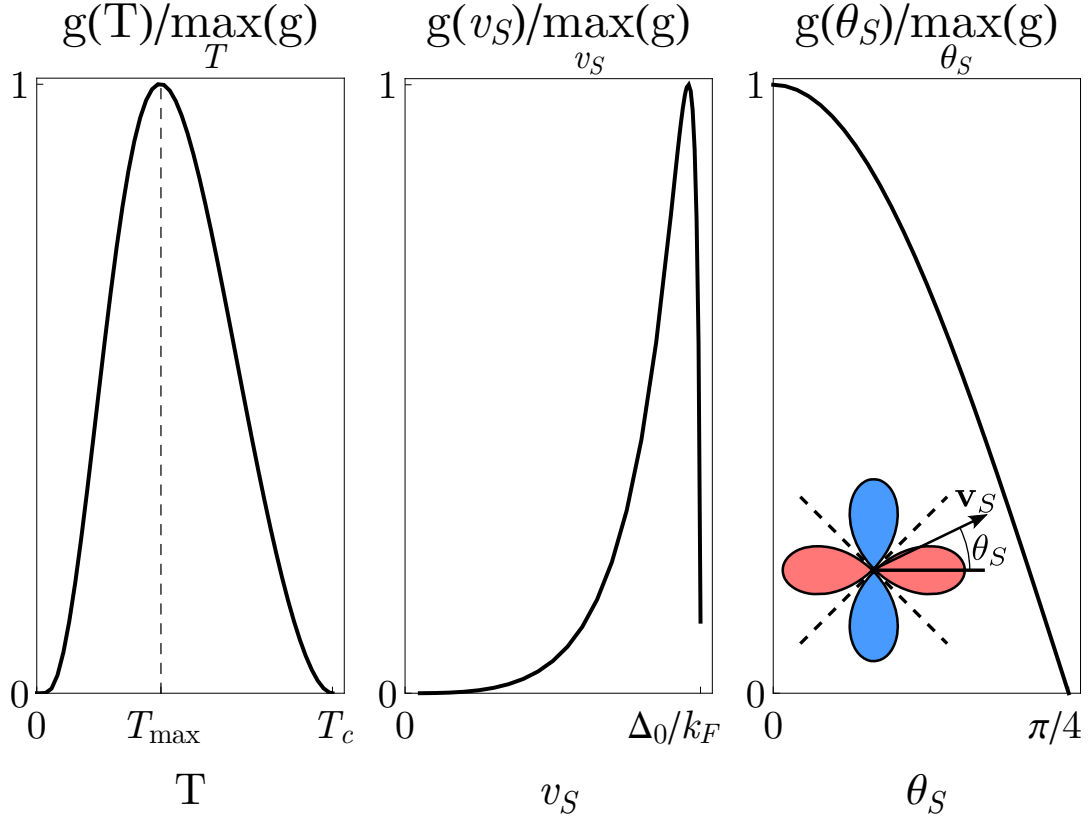 g(T)/max(g)
T
1
0
0
T_max
T_c
T
g(v_S)/max(g)
v_S
1
0
0
Δ_0/k_F
v_S
g(θ_S)/max(g)
θ_S
1
v_S
θ_S
0
0
π/4
θ_S